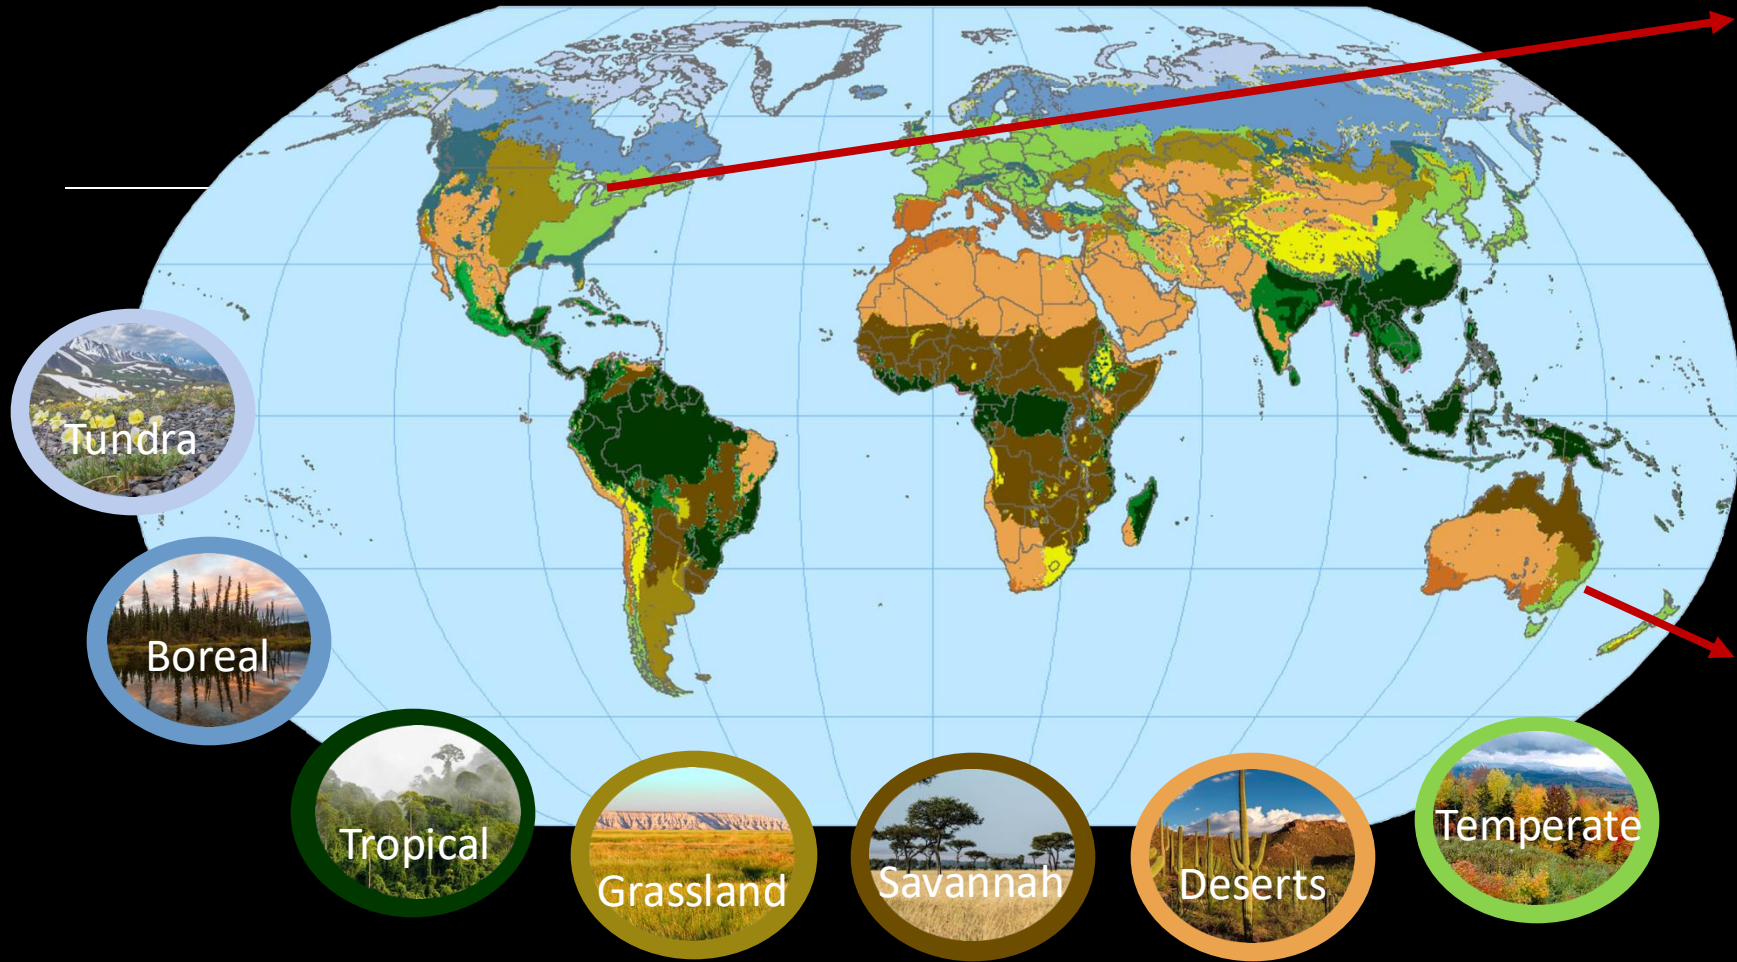 Tundra
Boreal
Tropical
Grassland
Savannah
Deserts
Temperate